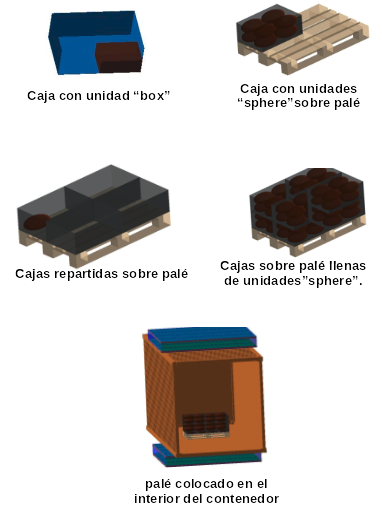 Caja con unidad “box”
Caja con unidades
“sphere”sobre palé
Cajas repartidas sobre palé
Cajas sobre palé llenas
de unidades”sphere”.
palé colocado en el
interior del contenedor